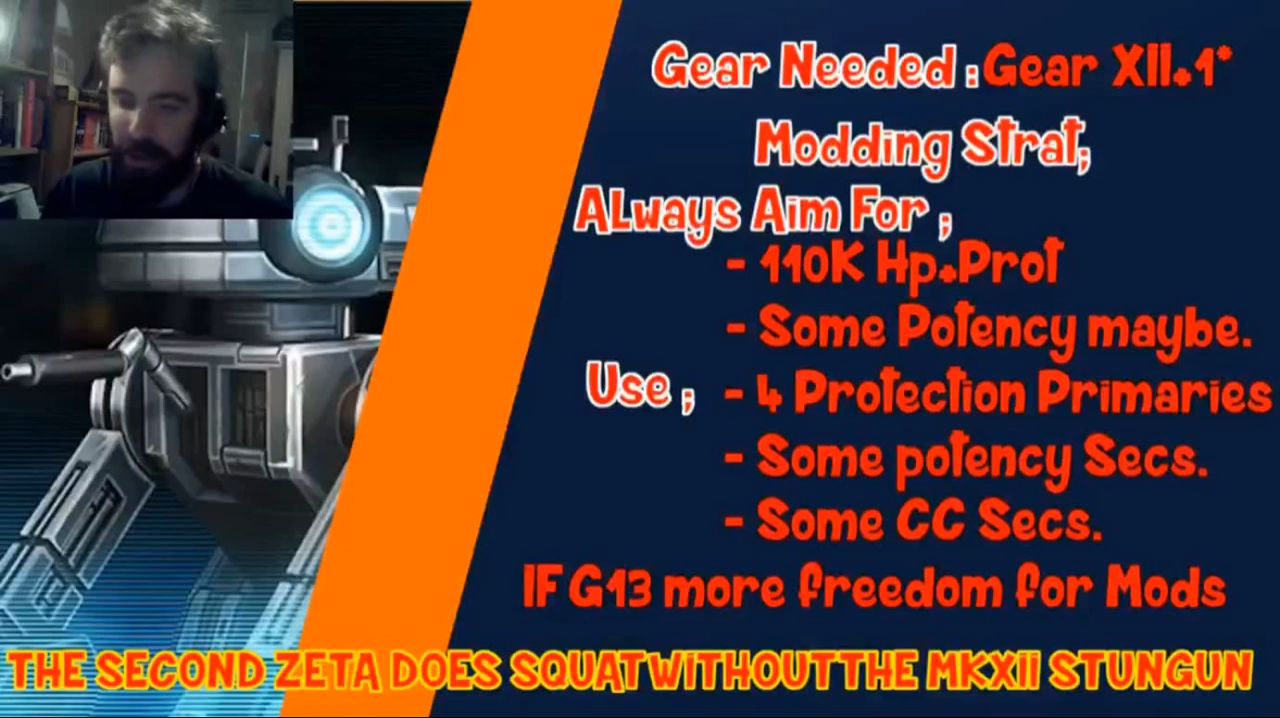 Gear Needed : Gear XII+1*
Modding Strat;
ALways Aim For ;
- 110K Hp+Prot
- Some Potency maybe.
Use ; - 4 Protection Primaries
- Some potency Secs.
- Some CC Secs.
IF G13 more freedom for Mods
THE SECOND ZETA DOES SQUATWITHOUTTHE MKXii STUNGUN